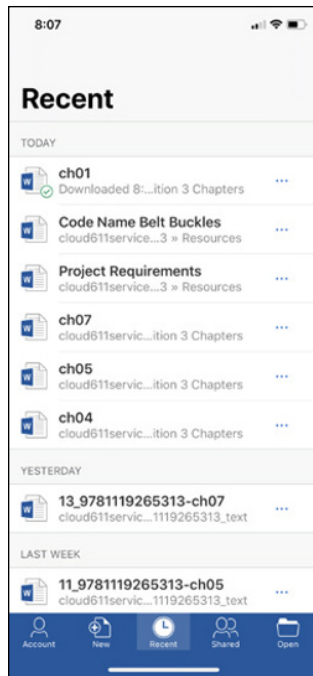 8:07
Recent
TODAY
ch01
Downloaded 8:...ition 3 Chapters
Code Name Belt Buckles
cloud611service...3 » Resources
Project Requirements
cloud611service...3 » Resources
ch07
cloud611servic...ition 3 Chapters
ch05
cloud611servic...ition 3 Chapters
ch04
cloud611servic...ition 3 Chapters
YESTERDAY
13_9781119265313-ch07
cloud611servic...1119265313_text
LAST WEEK
11_9781119265313-ch05
cloud611servic...1119265313_text
Account New Recent Shared Open